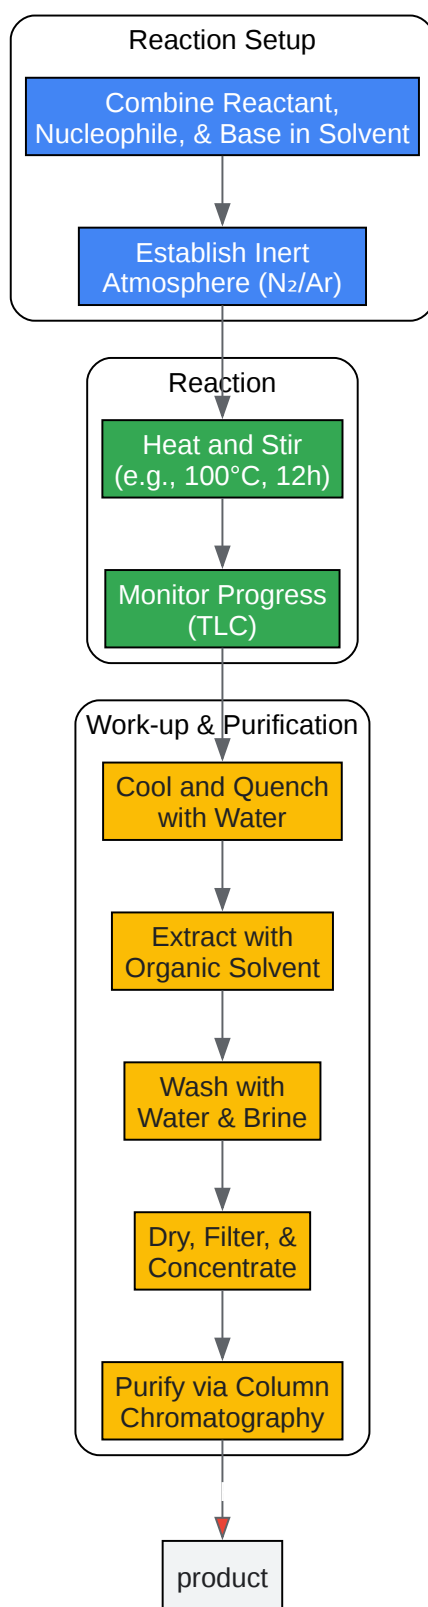 Reaction Setup
Combine Reactant,
Nucleophile, & Base in Solvent
Establish Inert
Atmosphere (N₂/Ar)
Reaction
Heat and Stir
(e.g., 100°C, 12h)
Monitor Progress
(TLC)
Work-up & Purification
Cool and Quench
with Water
Extract with
Organic Solvent
Wash with
Water & Brine
Dry, Filter, &
Concentrate
Purify via Column
Chromatography
product